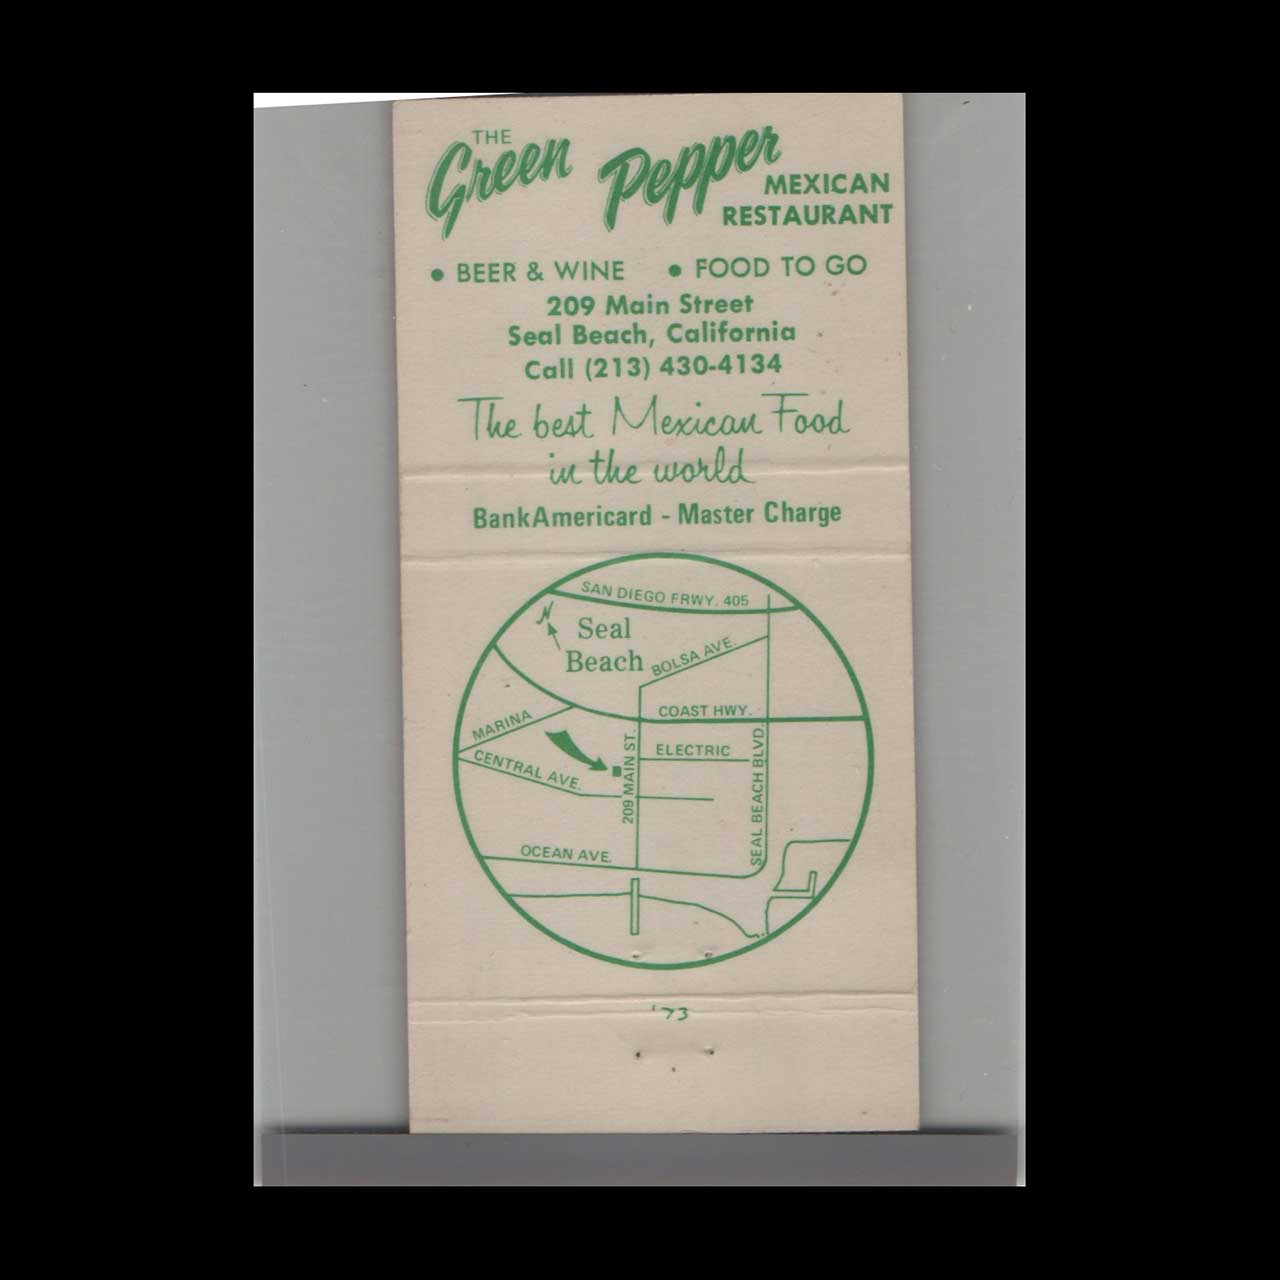 THE
Green Pepper
MEXICAN
RESTAURANT
• BEER & WINE • FOOD TO GO
209 Main Street
Seal Beach, California
Call (213) 430-4134
The best Mexican Food
in the world
BankAmericard - Master Charge
SAN DIEGO FRWY. 405
N
Seal
Beach
BOLSA AVE.
COAST HWY.
MARINA
ELECTRIC
CENTRAL AVE.
209 MAIN ST.
SEAL BEACH BLVD.
OCEAN AVE.
'73